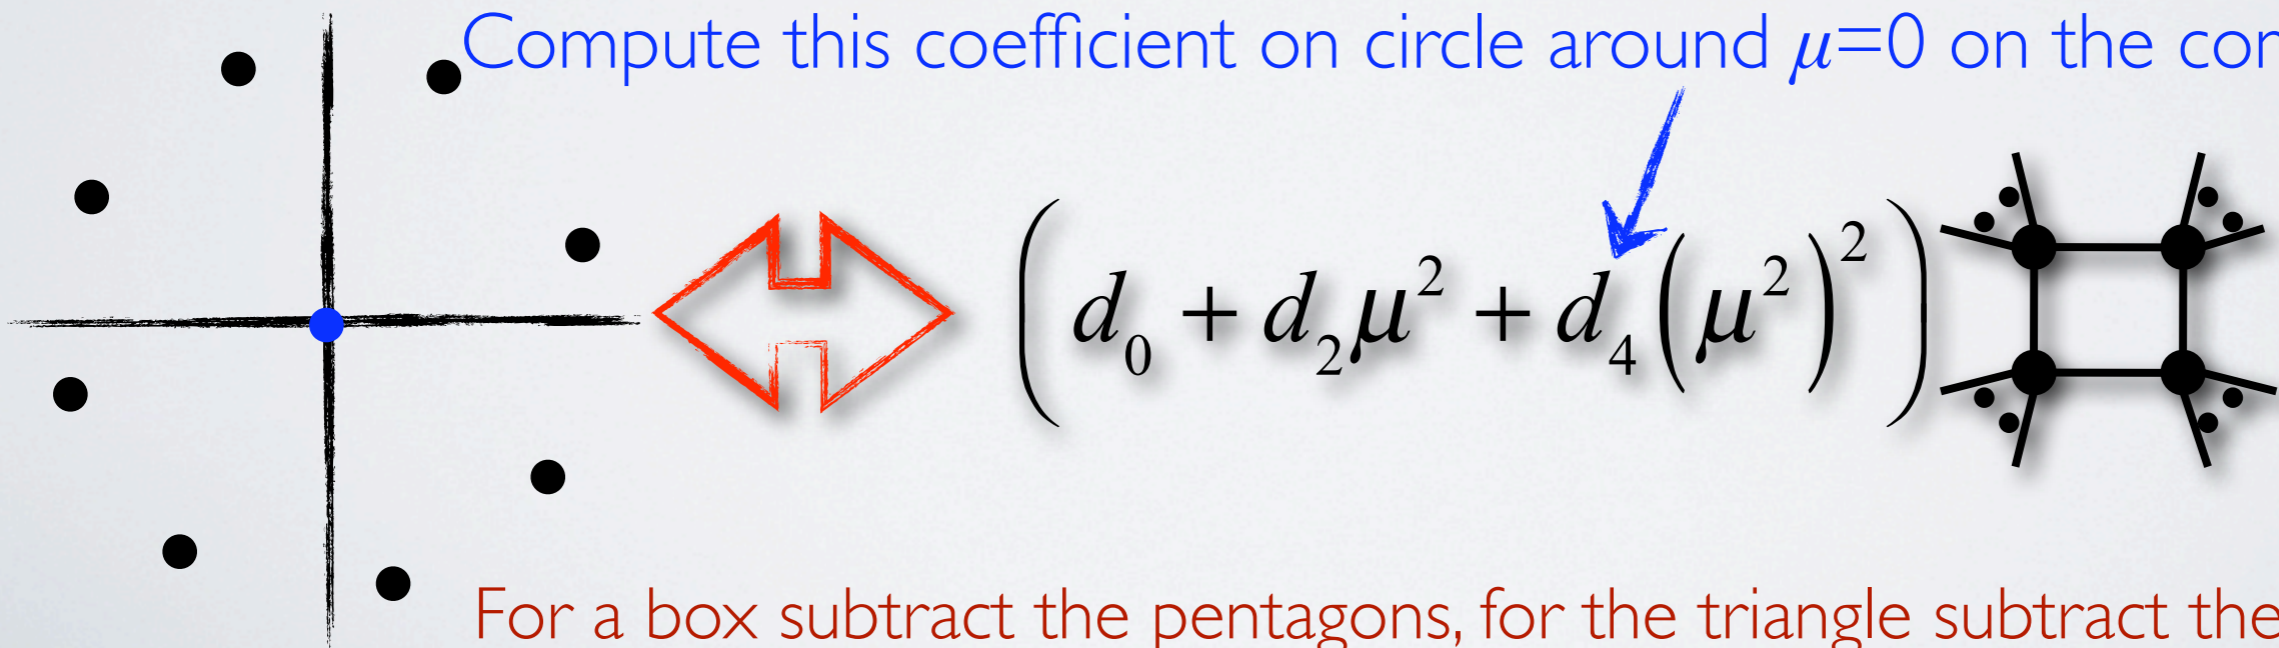 Compute this coefficient on circle around μ=0 on the
(d₀ + d₂μ² + d₄(μ²)²)
For a box subtract the pentagons, for the triangle subtract the